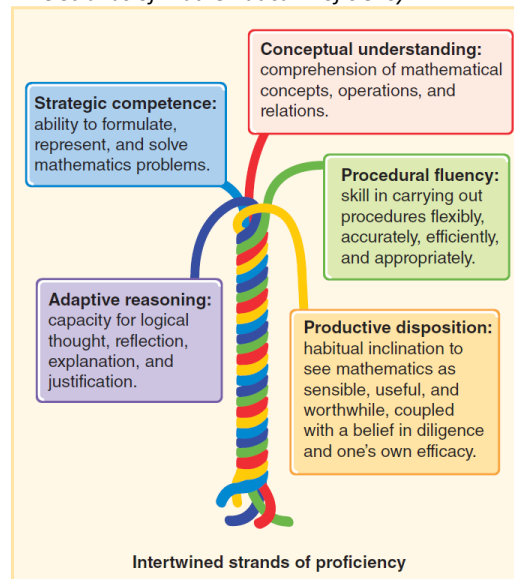 Conceptual understanding:
comprehension of mathematical
concepts, operations, and
relations.
Strategic competence:
ability to formulate,
represent, and solve
mathematics problems.
Procedural fluency:
skill in carrying out
procedures flexibly,
accurately, efficiently,
and appropriately.
Adaptive reasoning:
capacity for logical
thought, reflection,
explanation, and
justification.
Productive disposition:
habitual inclination to
see mathematics as
sensible, useful, and
worthwhile, coupled
with a belief in diligence
and one's own efficacy.
Intertwined strands of proficiency